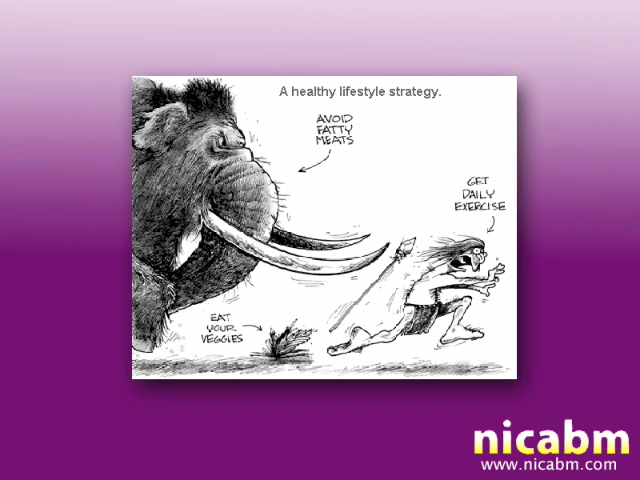 A healthy lifestyle strategy.
AVOID
FATTY
MEATS
GET
DAILY
EXERCISE
EAT
YOUR
VEGGIES
nicabm
www.nicabm.com